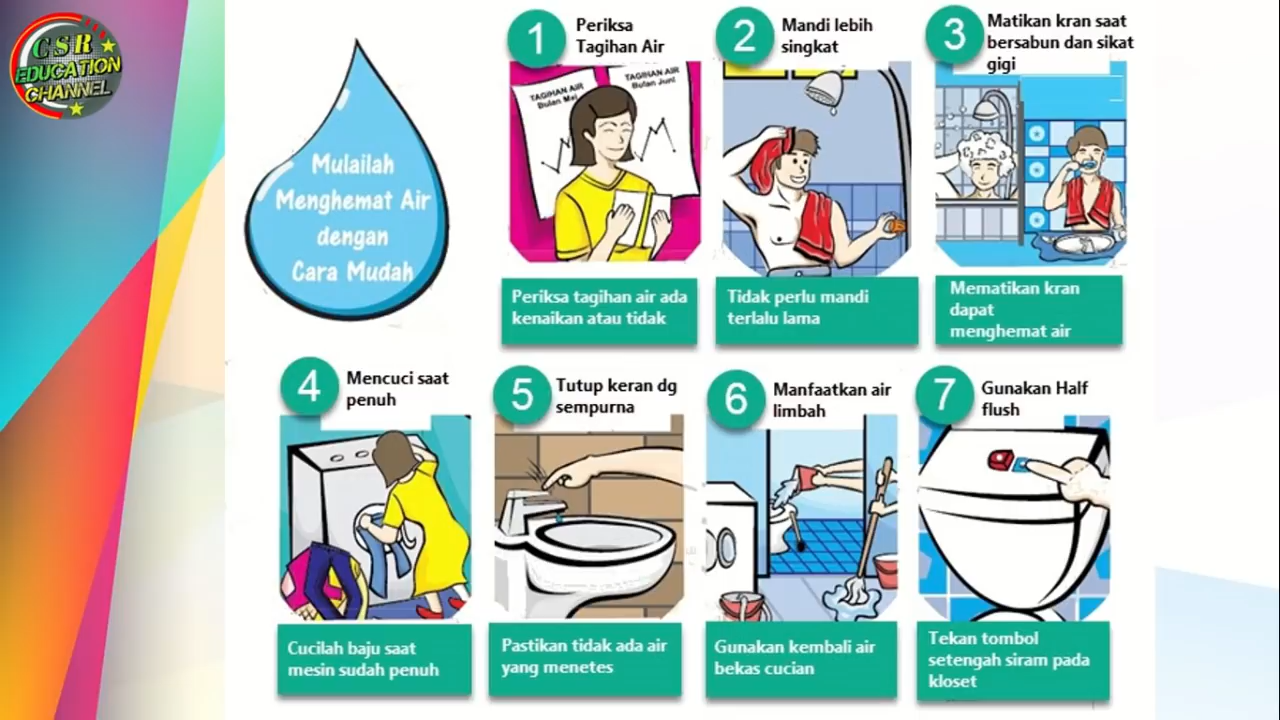 CSR
EDUCATION
CHANNEL
Mulailah
Menghemat Air
dengan
Cara Mudah
1
Periksa
Tagihan Air
TAGIHAN AIR
Bulan Mei
TAGIHAN AIR
Bulan Juni
Periksa tagihan air ada
kenaikan atau tidak
2
Mandi lebih
singkat
Tidak perlu mandi
terlalu lama
3
Matikan kran saat
bersabun dan sikat
gigi
Mematikan kran
dapat
menghemat air
4
Mencuci saat
penuh
Cucilah baju saat
mesin sudah penuh
5
Tutup keran dg
sempurna
Pastikan tidak ada air
yang menetes
6
Manfaatkan air
limbah
Gunakan kembali air
bekas cucian
7
Gunakan Half
flush
Tekan tombol
setengah siram pada
kloset